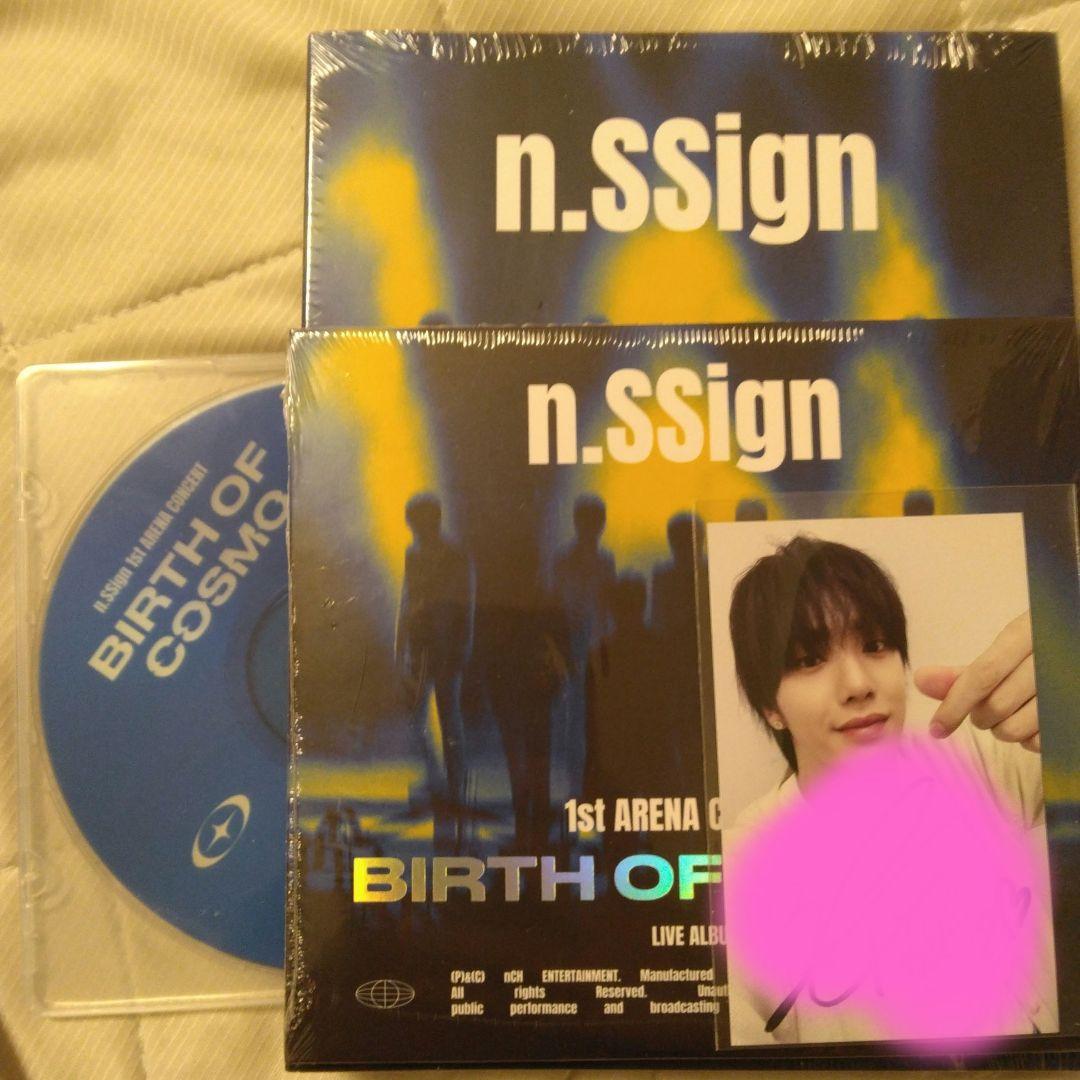 n.SSign
n.SSign
n.SSign 1st ARENA CONCERT
BIRTH OF
COSMO
1st ARENA C
BIRTH OF
LIVE ALBU
(P)&(C) nCH ENTERTAINMENT. Manufactured
All rights Reserved. Unaut
public performance and broadcasting